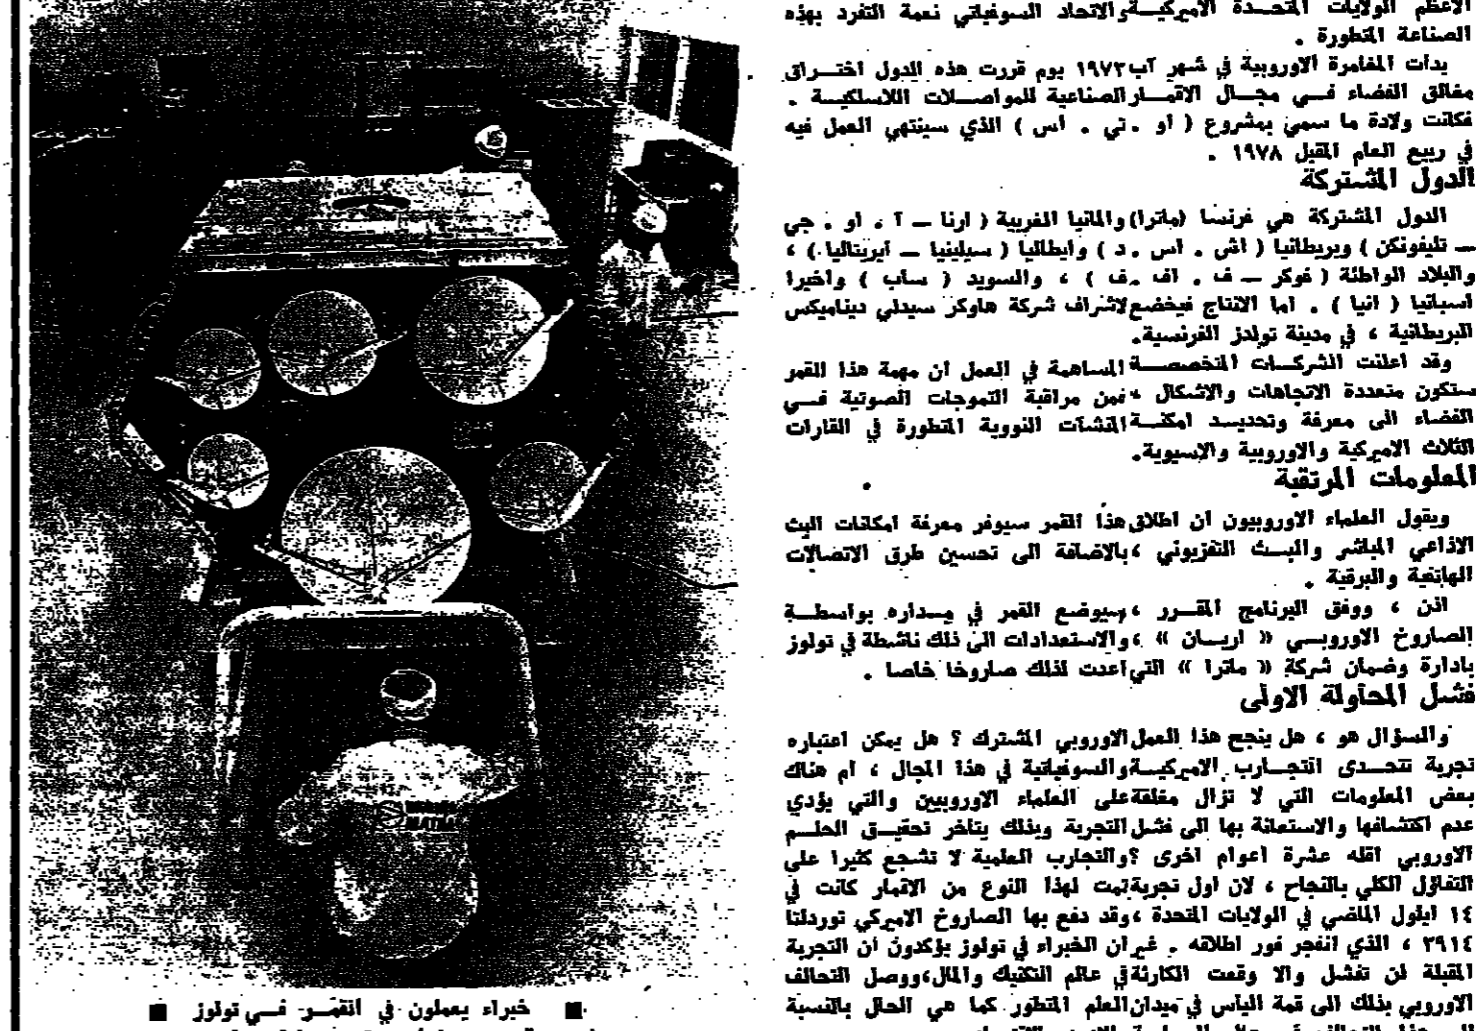 الاعظم الولايات المتحدة الاميركية والاتحاد السوفياتي نعمة التفرد بهذه
الصناعة المتطورة .
بدأت المغامرة الاوروبية في شهر آب ١٩٧٣ يوم قررت هذه الدول اختراق
مغالق الفضاء في مجال الاقمار الصناعية للمواصلات اللاسلكية .
فكانت ولادة ما سمي بمشروع ( او . تي . اس ) الذي سينتهي العمل فيه
في ربيع العام المقبل ١٩٧٨ .
الدول المشتركة
الدول المشتركة هي فرنسا (ماترا) والمانيا الغربية ( ارنا ــ آ . او . جي
ــ تليفونكن ) وبريطانيا ( اش . اس . د ) وايطاليا ( سيلينيا ــ ايريتاليا ) ،
والبلاد الواطئة ( فوكر ــ ف . اف . ف ) ، والسويد ( ساب ) واخيرا
اسبانيا ( انيا ) . اما الانتاج فيخضع لاشراف شركة هاوكر سيدلي ديناميكس
البريطانية ، في مدينة تولدز الفرنسية.
وقد اعلنت الشركات المتخصصة المساهمة في العمل ان مهمة هذا القمر
ستكون متعددة الاتجاهات والاشكال ، فمن مراقبة التموجات الصوتية في
الفضاء الى معرفة وتحديد امكنة المنشآت النووية المتطورة في القارات
الثلاث الاميركية والاوروبية والاسيوية.
المعلومات المرتقبة
ويقول العلماء الاوروبيون ان اطلاق هذا القمر سيوفر معرفة امكانات البث
الاذاعي المباشر والبث التفزيوني ، بالاضافة الى تحسين طرق الاتصالات
الهاتفية والبرقية .
اذن ، ووفق البرنامج المقرر ، سيوضع القمر في مداره بواسطة
الصاروخ الاوروبي « اريان » ، والاستعدادات الى ذلك ناشطة في تولوز
بادارة وضمان شركة « ماترا » التي اعدت لذلك صاروخا خاصا .
فشل المحاولة الاولى
والسؤال هو ، هل ينجح هذا العمل الاوروبي المشترك ؟ هل يمكن اعتباره
تجربة تتحدى التجارب الاميركية والسوفياتية في هذا المجال ، ام هناك
بعض المعلومات التي لا تزال مغلقة على العلماء الاوروبيين والتي يؤدي
عدم اكتشافها والاستعانة بها الى فشل التجربة وبذلك يتاخر تحقيق الحلم
الاوروبي اقله عشرة اعوام اخرى ؟ والتجارب العلمية لا تشجع كثيرا على
التفاؤل الكلي بالنجاح ، لان اول تجربة تمت لهذا النوع من الاقمار كانت في
١٤ ايلول الماضي في الولايات المتحدة ، وقد دفع بها الصاروخ الاميركي توردلتا
٣٩١٤ ، الذي انفجر فور اطلاقه . غير ان الخبراء في تولوز يؤكدون ان التجربة
المقبلة لن تفشل والا وقعت الكارثة في عالم التكنيك والمال، ووصل التحالف
الاوروبي بذلك الى قمة الياس في ميدان العلم المتطور كما هي الحال بالنسبة
■ خبراء يعملون في القمر في تولوز ■
MATRA